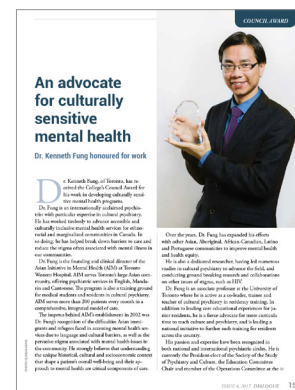 COUNCIL AWARD
An advocate
for culturally
sensitive
mental health
Dr. Kenneth Fung honoured for work
Dr. Kenneth Fung, of Toronto, has re-
ceived the College's Council Award for
his work in developing culturally sensi-
tive mental health programs.
Dr. Fung is an internationally acclaimed psychia-
trist with particular expertise in cultural psychiatry.
He has worked tirelessly to advance accessible and
culturally inclusive mental health services for
and marginalized communities in Canada. In
so doing, he has helped break down barriers to care and
reduce the stigma often associated with mental illness in
our communities.
Dr. Fung is the founding and clinical director of the
Asian Initiative in Mental Health (AIM) at Toronto
Western Hospital. AIM serves Toronto's large Asian com-
munity, offering psychiatric services in English, Manda-
rin and Cantonese. The program is also a training ground
for medical students and residents in cultural psychiatry.
AIM serves more than 200 patients every month in a
comprehensive, integrated model of care.
The impetus behind AIM's establishment in 2002 was
Dr. Fung's recognition of the difficulties Asian immi-
grants and refugees faced in accessing mental health ser-
vices due to language and cultural barriers, as well as the
pervasive stigma associated with mental health issues in
the community. He strongly believes that understanding
the unique historical, cultural and socioeconomic context
that shape a patient's overall well-being and their ap-
proach to mental health are critical components of care.
Over the years, Dr. Fung has expanded his efforts
with other Asian, Aboriginal, African-Canadian, Latino
and Portuguese communities to improve mental health
and health equity.
He is also a dedicated researcher, having led numerous
studies in cultural psychiatry to advance the field, and
conducting ground breaking research and collaborations
on other issues of stigma, such as HIV.
Dr. Fung is an associate professor at the University of
Toronto where he is active as a co-leader, trainer and
teacher of cultural psychiatry in residency training. In
addition to leading core educational experiences for ju-
nior residents, he is a fierce advocate for more curriculu
time to teach culture and psychiatry, and is leading a
national initiative to further such training for residents
across the country.
His passion and expertise have been recognized in
both national and international psychiatric circles. He is
currently the President-elect of the Society of the Study
of Psychiatry and Culture, the Education Committee
Chair and member of the Operations Committee at the
ISSUE 4, 2017 DIALOGUE
15